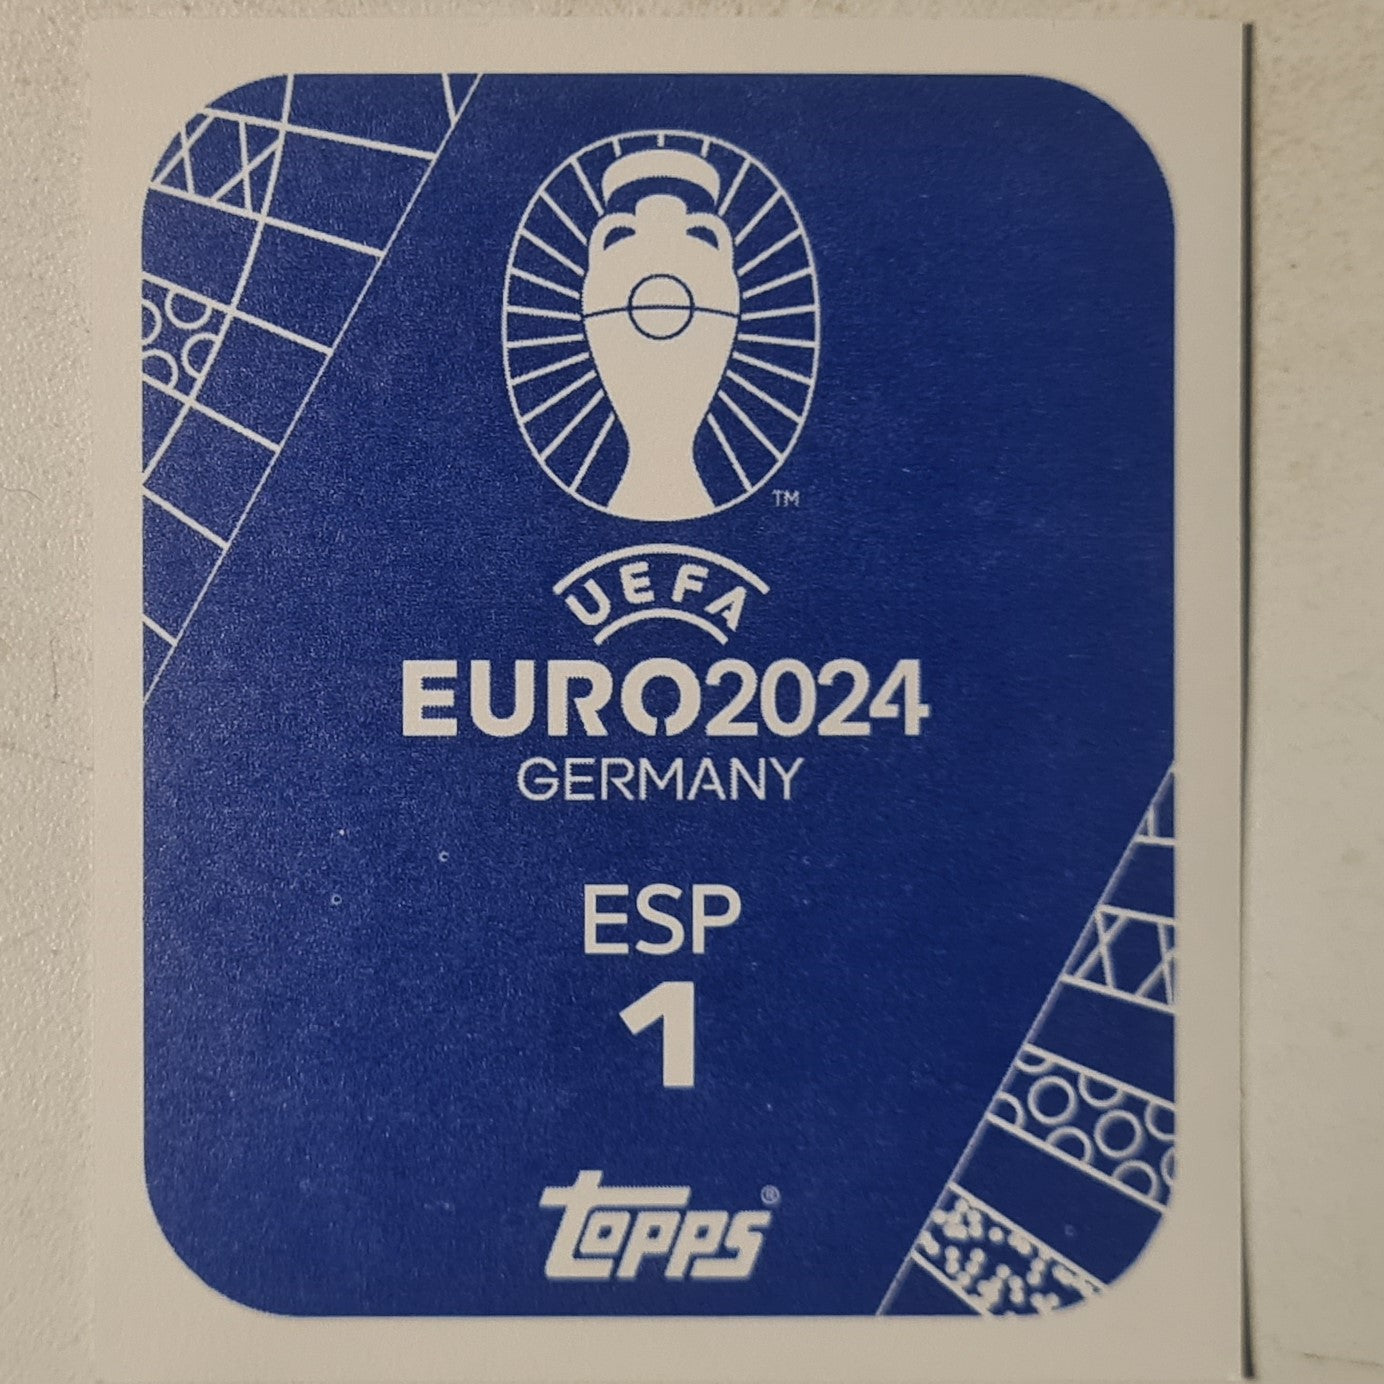 TM
UEFA
EURO2024
GERMANY
ESP
1
Topps®